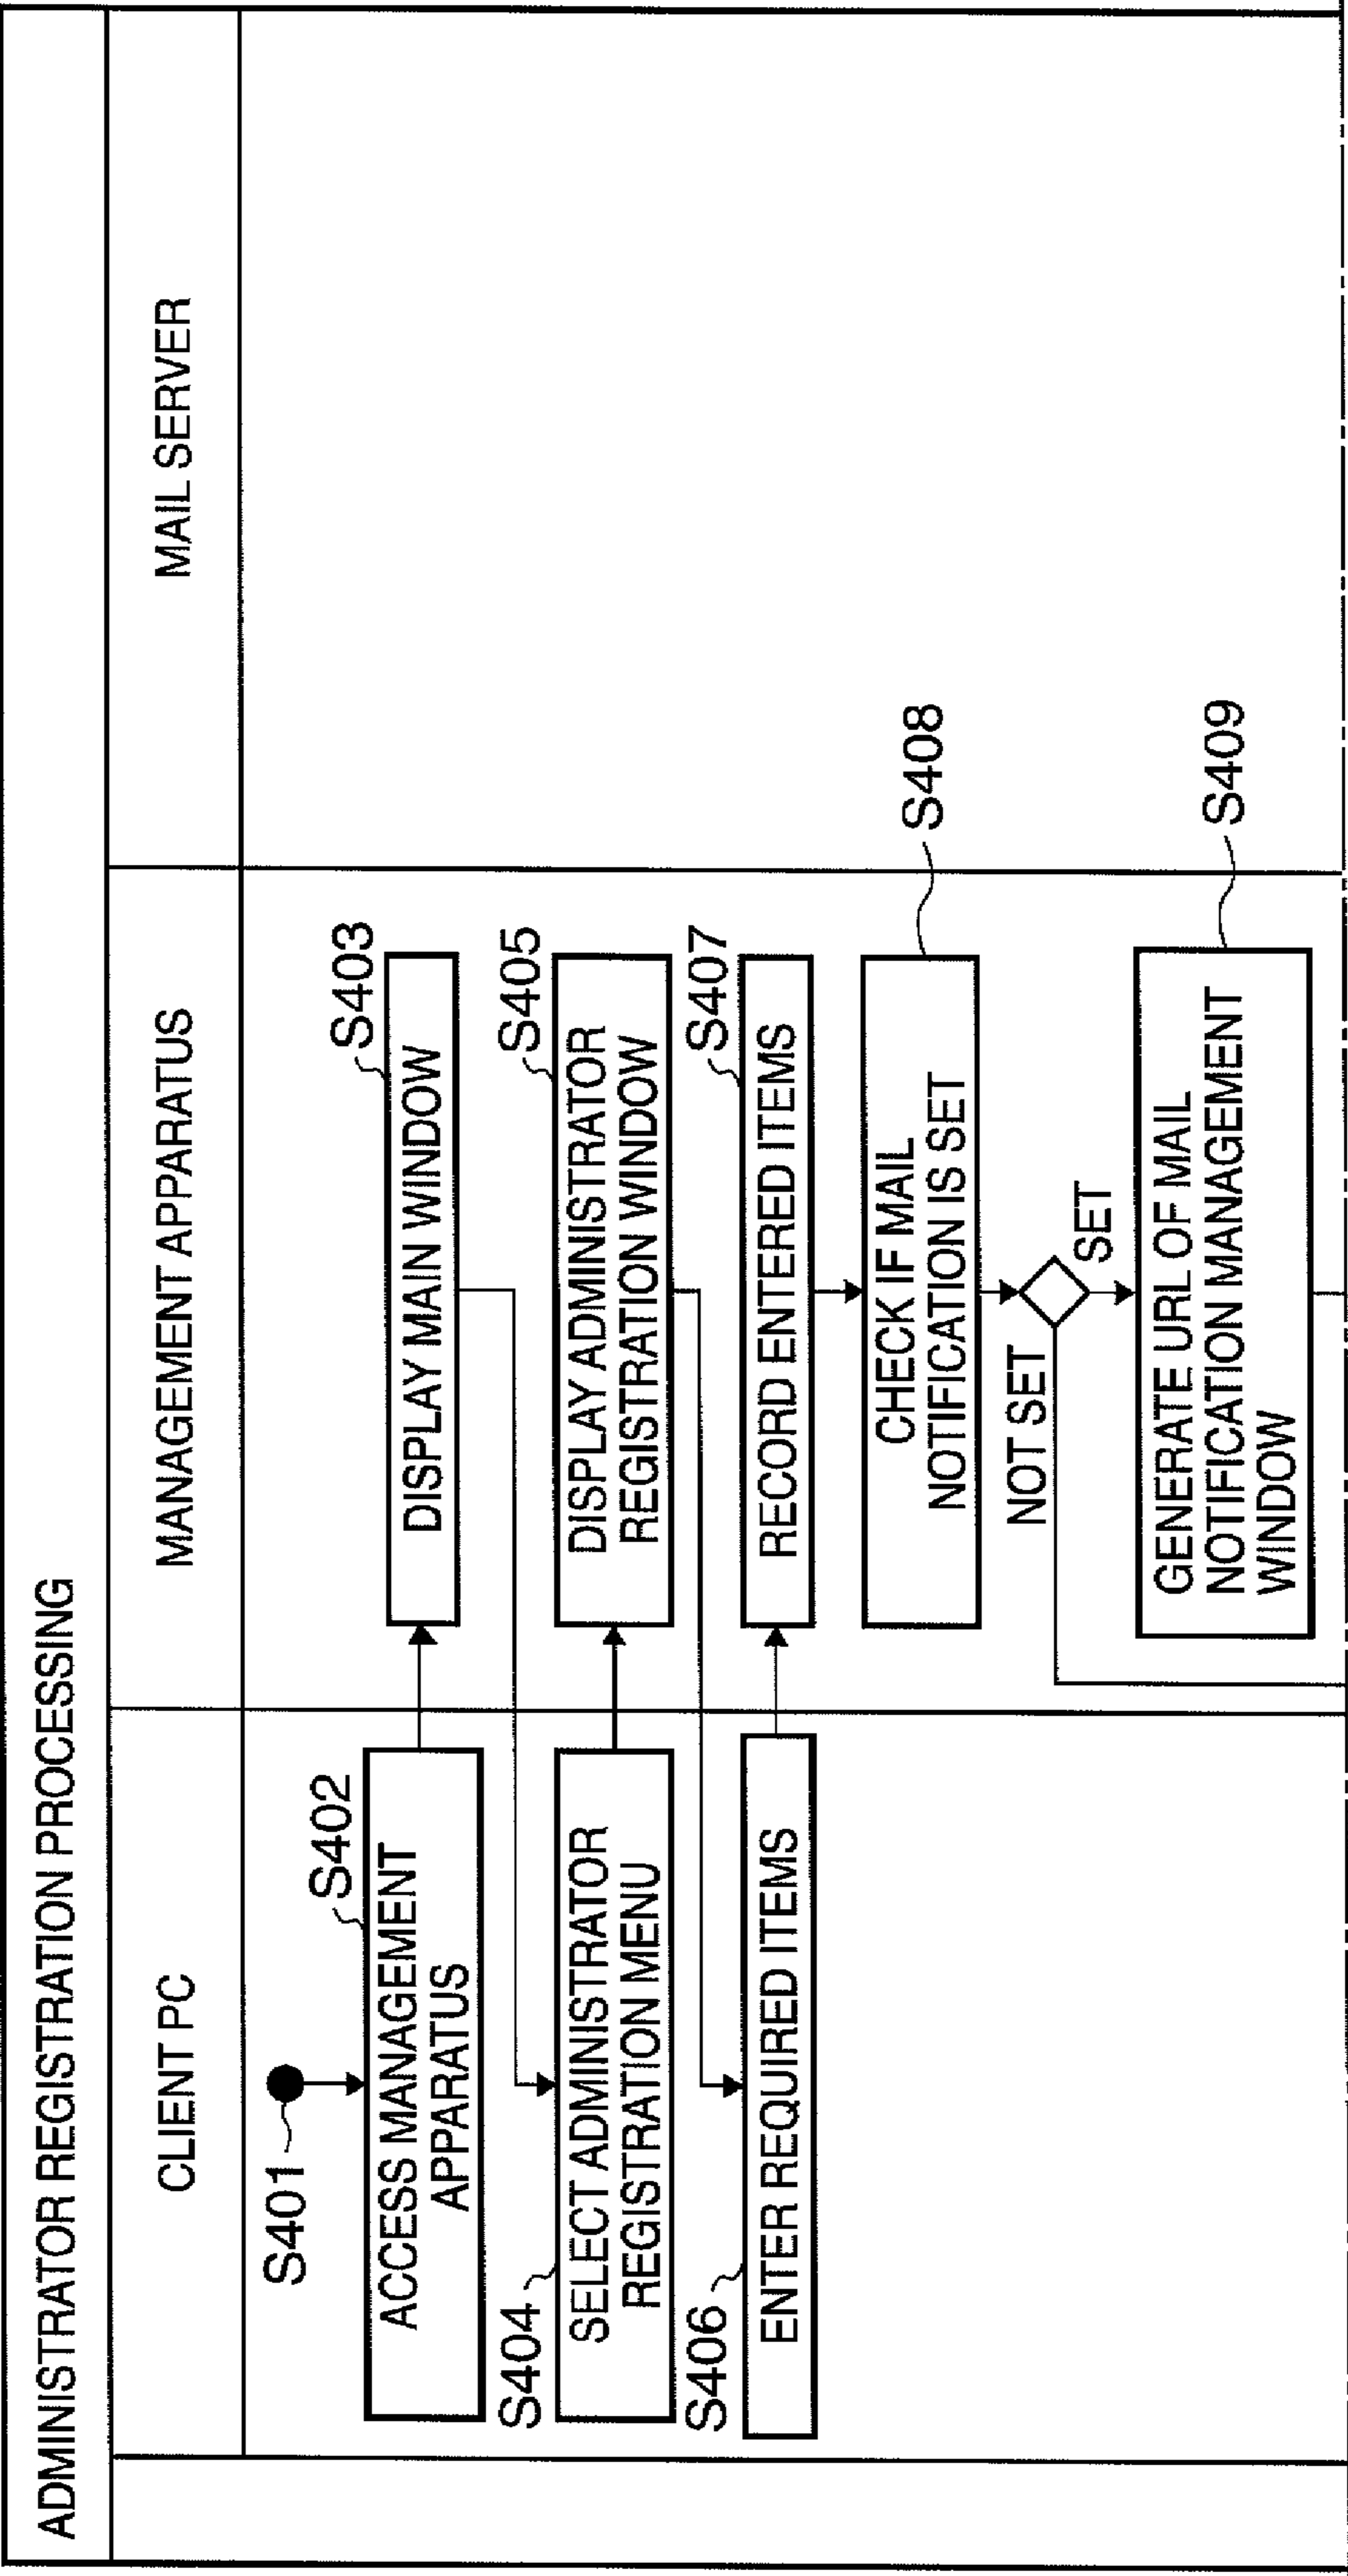 ADMINISTRATOR REGISTRATION PROCESSING
CLIENT PC
MANAGEMENT APPARATUS
MAIL SERVER
S401
S402
ACCESS MANAGEMENT
APPARATUS
S403
DISPLAY MAIN WINDOW
S404
SELECT ADMINISTRATOR
REGISTRATION MENU
S405
DISPLAY ADMINISTRATOR
REGISTRATION WINDOW
S406
ENTER REQUIRED ITEMS
S407
RECORD ENTERED ITEMS
S408
CHECK IF MAIL
NOTIFICATION IS SET
NOT SET
SET
S409
GENERATE URL OF MAIL
NOTIFICATION MANAGEMENT
WINDOW